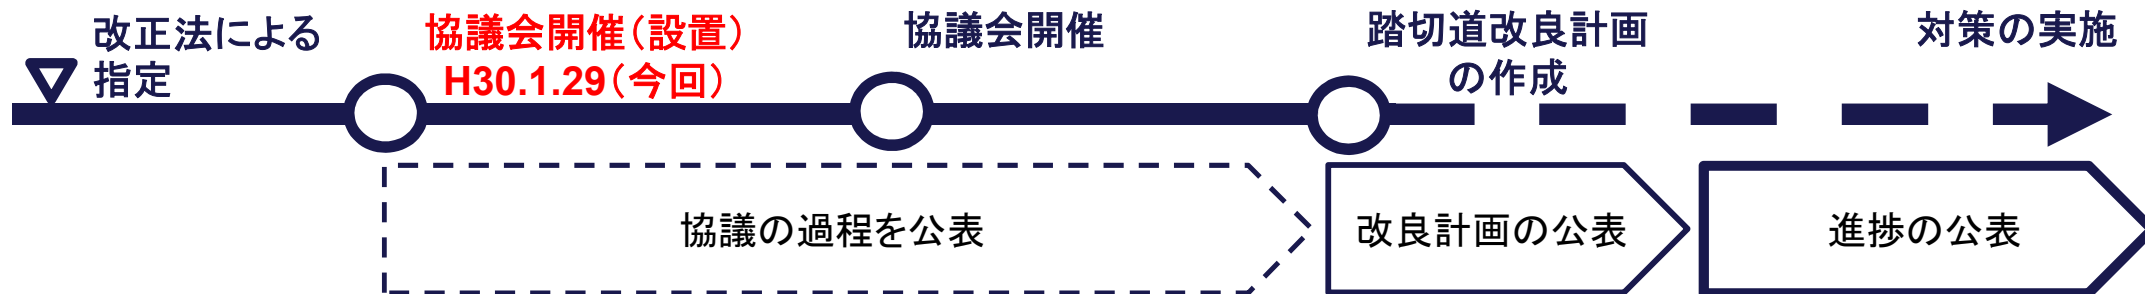 改正法による
指定
協議会開催（設置）
H30.1.29（今回）
協議会開催
踏切道改良計画
の作成
対策の実施
協議の過程を公表
改良計画の公表
進捗の公表